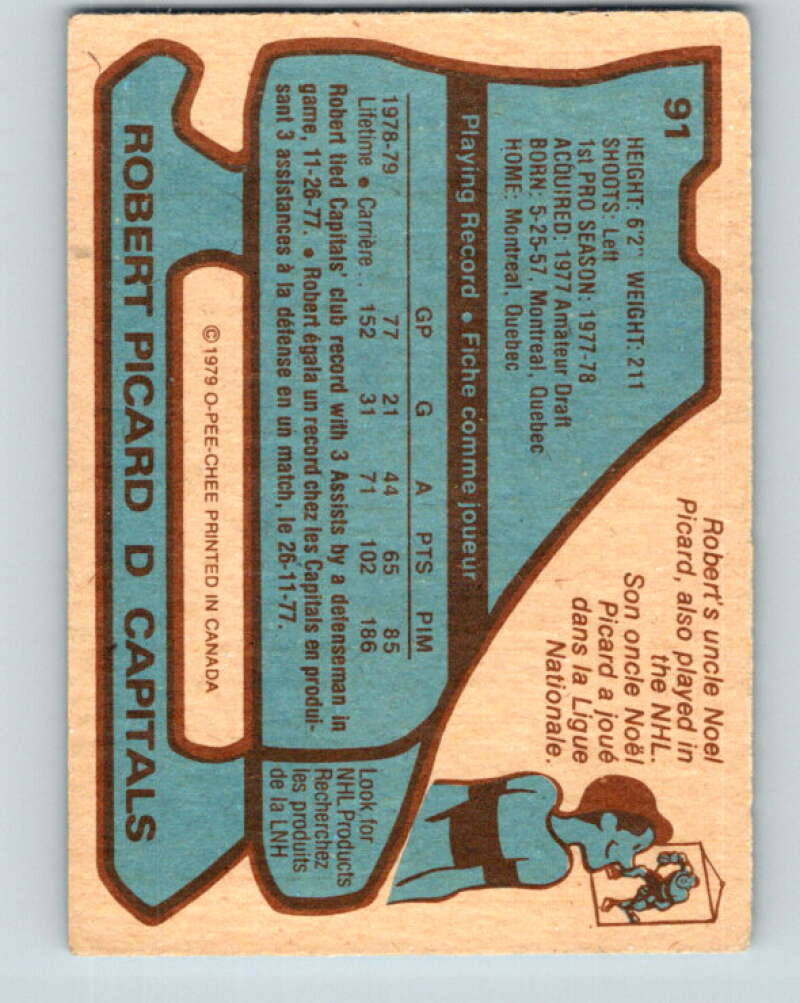 91
HEIGHT: 6'2" WEIGHT: 211
SHOOTS: Left
1st PRO SEASON: 1977-78
ACQUIRED: 1977 Amateur Draft
BORN: 5-25-57, Montreal, Quebec
HOME: Montreal, Quebec
Robert's uncle Noel
Picard, also played in
the NHL.
Son oncle Noël
Picard a joué
dans la Ligue
Nationale.
Playing Record • Fiche comme joueur
GP G A PTS PIM
1978-79 77 21 44 65 85
Lifetime • Carrière . . 152 31 71 102 186
Robert tied Capitals' club record with 3 Assists by a defenseman in
game, 11-26-77. • Robert égala un record chez les Capitals en produi-
sant 3 assistances à la défense en un match, le 26-11-77.
Look for
NHL Products
Recherchez
les produits
de la LNH
©1979 O-PEE-CHEE PRINTED IN CANADA
ROBERT PICARD D CAPITALS